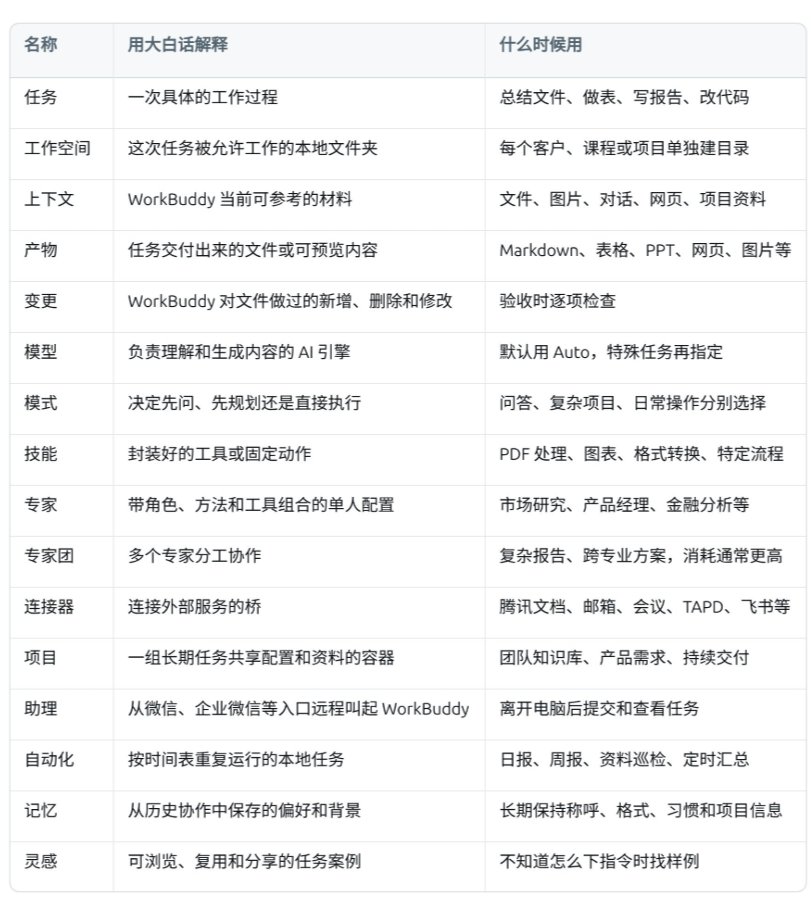 名称 用大白话解释 什么时候用
任务 一次具体的工作过程 总结文件、做表、写报告、改代码
工作空间 这次任务被允许工作的本地文件夹 每个客户、课程或项目单独建目录
上下文 WorkBuddy 当前可参考的材料 文件、图片、对话、网页、项目资料
产物 任务交付出来的文件或可预览内容 Markdown、表格、PPT、网页、图片等
变更 WorkBuddy 对文件做过的新增、删除和修改 验收时逐项检查
模型 负责理解和生成内容的 AI 引擎 默认用 Auto，特殊任务再指定
模式 决定先问、先规划还是直接执行 问答、复杂项目、日常操作分别选择
技能 封装好的工具或固定动作 PDF 处理、图表、格式转换、特定流程
专家 带角色、方法和工具组合的单人配置 市场研究、产品经理、金融分析等
专家团 多个专家分工协作 复杂报告、跨专业方案，消耗通常更高
连接器 连接外部服务的桥 腾讯文档、邮箱、会议、TAPD、飞书等
项目 一组长期任务共享配置和资料的容器 团队知识库、产品需求、持续交付
助理 从微信、企业微信等入口远程叫起 WorkBuddy 离开电脑后提交和查看任务
自动化 按时间表重复运行的本地任务 日报、周报、资料巡检、定时汇总
记忆 从历史协作中保存的偏好和背景 长期保持称呼、格式、习惯和项目信息
灵感 可浏览、复用和分享的任务案例 不知道怎么下指令时找样例